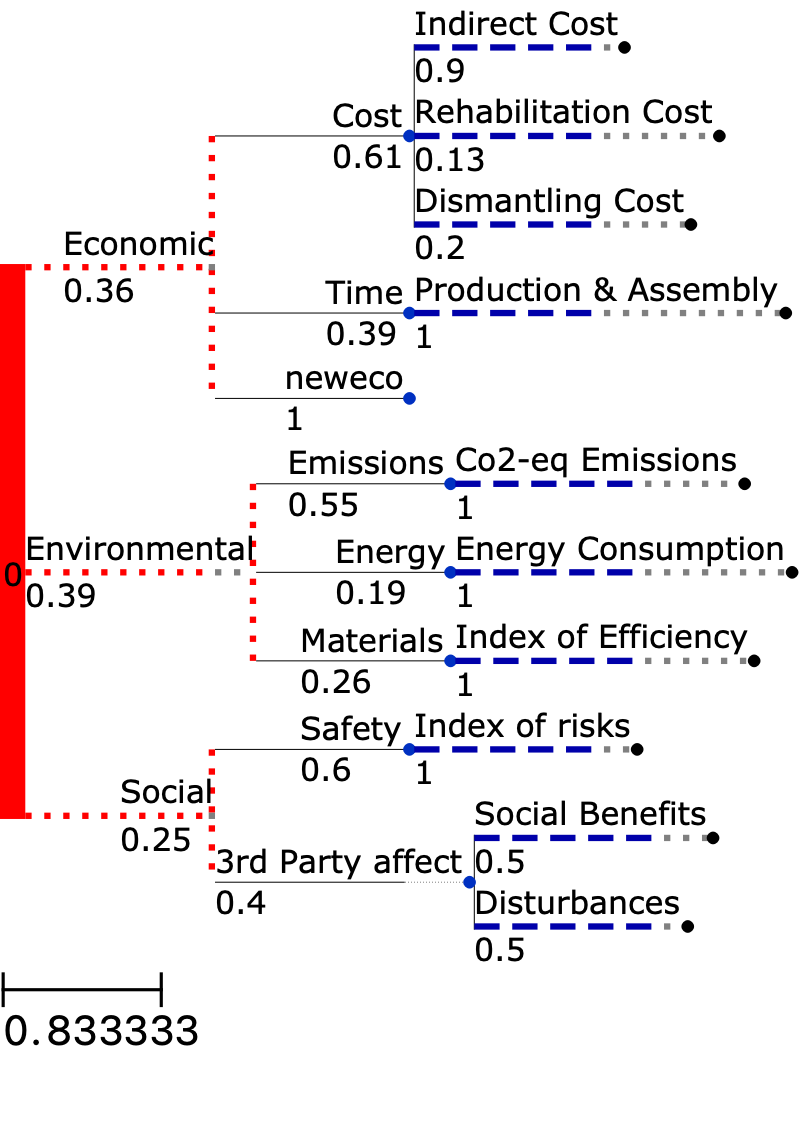 Indirect Cost
0.9
Cost
Rehabilitation Cost
0.61
0.13
Dismantling Cost
0.2
Economic
0.36
Time
Production & Assembly
0.39
1
neweco
1
Emissions
Co2-eq Emissions
0.55
1
Environmental
Energy
Energy Consumption
0
0.39
0.19
1
Materials
Index of Efficiency
0.26
1
Safety
Index of risks
0.6
1
Social
0.25
Social Benefits
0.5
3rd Party affect
0.4
Disturbances
0.5
0.833333